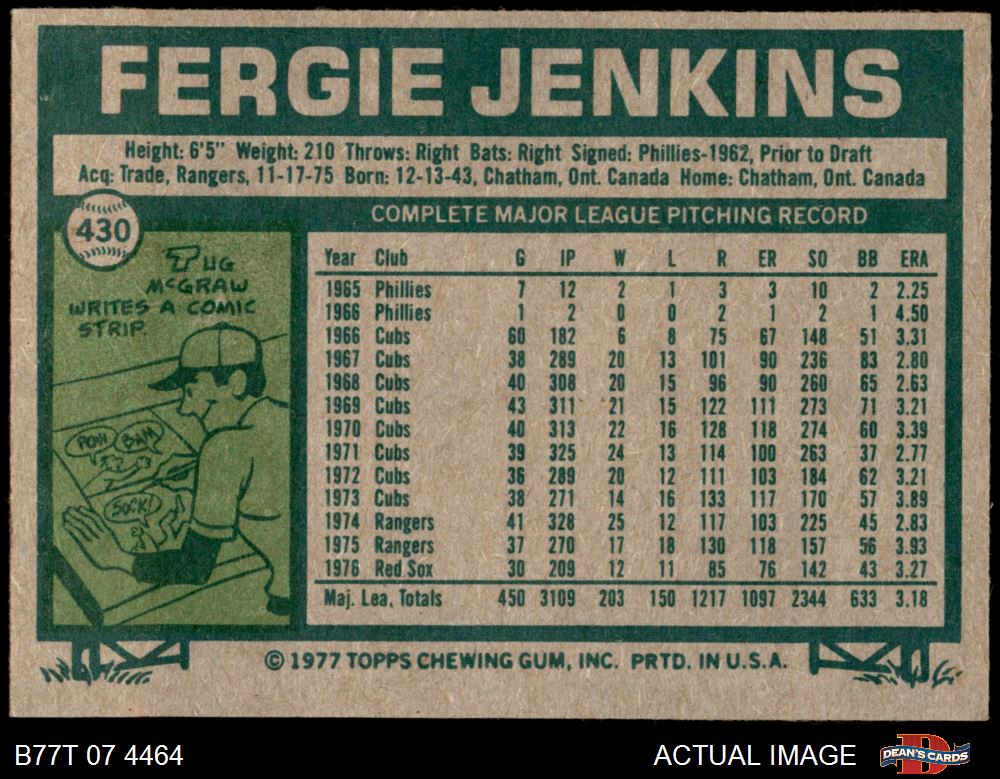 FERGIE JENKINS
Height: 6'5" Weight: 210 Throws: Right Bats: Right Signed: Phillies-1962, Prior to Draft
Acq: Trade, Rangers, 11-17-75 Born: 12-13-43, Chatham, Ont. Canada Home: Chatham, Ont. Canada
430
TUG
McGRAW
WRITES A COMIC
STRIP.
POW BAM
SOCK!
COMPLETE MAJOR LEAGUE PITCHING RECORD
Year Club G IP W L R ER SO BB ERA
1965 Phillies 7 12 2 1 3 3 10 2 2.25
1966 Phillies 1 2 0 0 2 1 2 1 4.50
1966 Cubs 60 182 6 8 75 67 148 51 3.31
1967 Cubs 38 289 20 13 101 90 236 83 2.80
1968 Cubs 40 308 20 15 96 90 260 65 2.63
1969 Cubs 43 311 21 15 122 111 273 71 3.21
1970 Cubs 40 313 22 16 128 118 274 60 3.39
1971 Cubs 39 325 24 13 114 100 263 37 2.77
1972 Cubs 36 289 20 12 111 103 184 62 3.21
1973 Cubs 38 271 14 16 133 117 170 57 3.89
1974 Rangers 41 328 25 12 117 103 225 45 2.83
1975 Rangers 37 270 17 18 130 118 157 56 3.93
1976 Red Sox 30 209 12 11 85 76 142 43 3.27
Maj. Lea. Totals 450 3109 203 150 1217 1097 2344 633 3.18
© 1977 TOPPS CHEWING GUM, INC. PRTD. IN U.S.A.
B77T 07 4464
ACTUAL IMAGE
D
DEAN'S CARDS